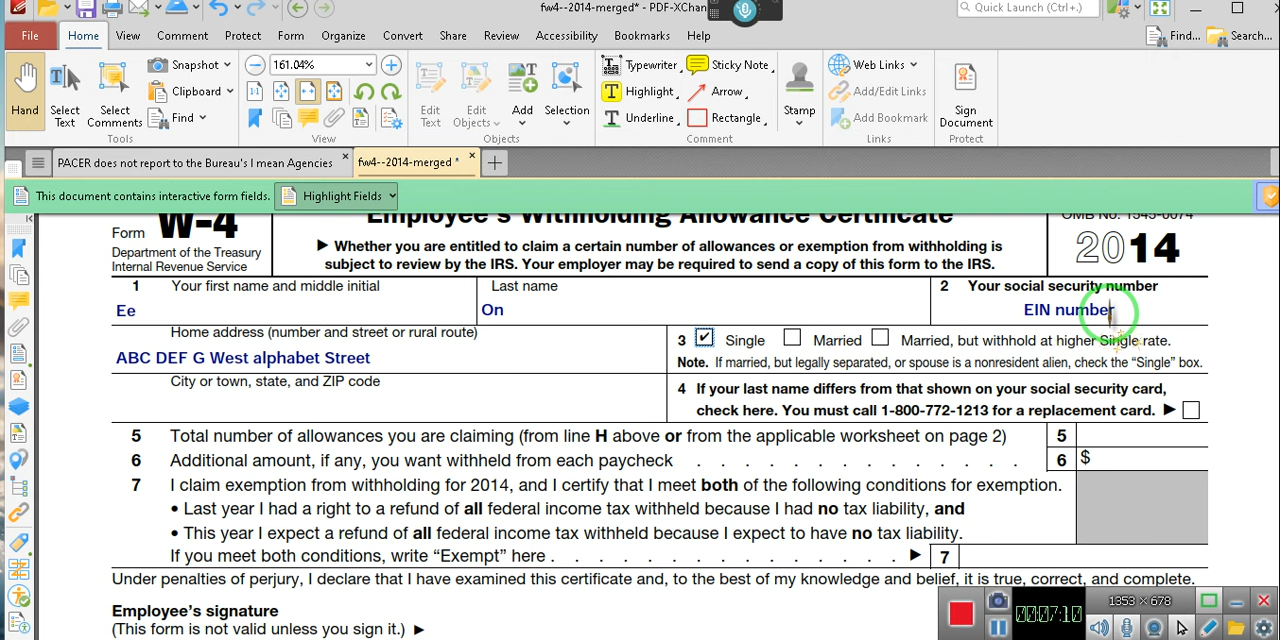 fw4--2014-merged* - PDF-XChan
Quick Launch (Ctrl+.)
File Home View Comment Protect Form Organize Convert Share Review Accessibility Bookmarks Help Find... Search...
Snapshot 161.04% Typewriter Sticky Note Web Links
Hand Select Text Select Comments Clipboard Edit Text Edit Objects Add Selection Highlight Arrow Stamp Add/Edit Links Sign Document
Find Underline Rectangle Add Bookmark
Tools View Objects Comment Links Protect
PACER does not report to the Bureau's I mean Agencies fw4--2014-merged *
This document contains interactive form fields. Highlight Fields
Form W-4 Employee's Withholding Allowance Certificate OMB No. 1545-0074
Department of the Treasury
Internal Revenue Service
► Whether you are entitled to claim a certain number of allowances or exemption from withholding is
subject to review by the IRS. Your employer may be required to send a copy of this form to the IRS.
2014
1 Your first name and middle initial Last name 2 Your social security number
Ee On EIN number
Home address (number and street or rural route)
ABC DEF G West alphabet Street
3 Single Married Married, but withhold at higher Single rate.
Note. If married, but legally separated, or spouse is a nonresident alien, check the “Single” box.
City or town, state, and ZIP code
4 If your last name differs from that shown on your social security card,
check here. You must call 1-800-772-1213 for a replacement card. ►
5 Total number of allowances you are claiming (from line H above or from the applicable worksheet on page 2) 5
6 Additional amount, if any, you want withheld from each paycheck . . . . . . . . . . . . . . 6 $
7 I claim exemption from withholding for 2014, and I certify that I meet both of the following conditions for exemption.
• Last year I had a right to a refund of all federal income tax withheld because I had no tax liability, and
• This year I expect a refund of all federal income tax withheld because I expect to have no tax liability.
If you meet both conditions, write “Exempt” here . . . . . . . . . . . . . . . ► 7
Under penalties of perjury, I declare that I have examined this certificate and, to the best of my knowledge and belief, it is true, correct, and complete.
Employee's signature
(This form is not valid unless you sign it.) ►
00:07:10 1353 × 678